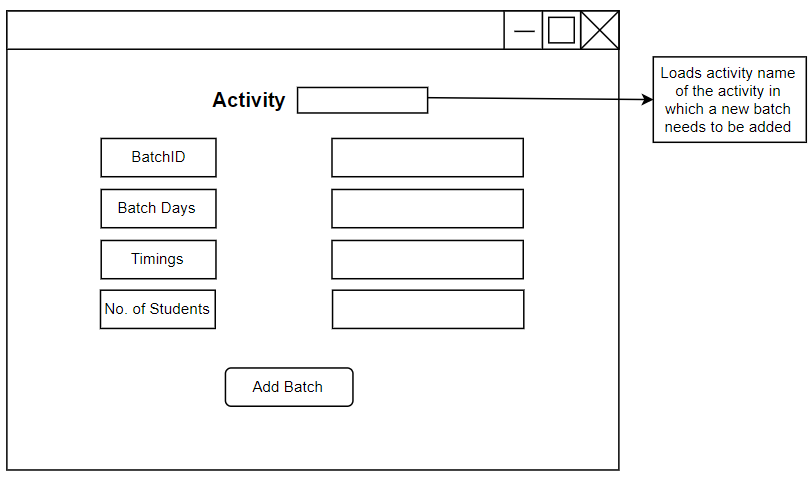 Activity
Loads activity name
of the activity in
which a new batch
needs to be added
BatchID
Batch Days
Timings
No. of Students
Add Batch